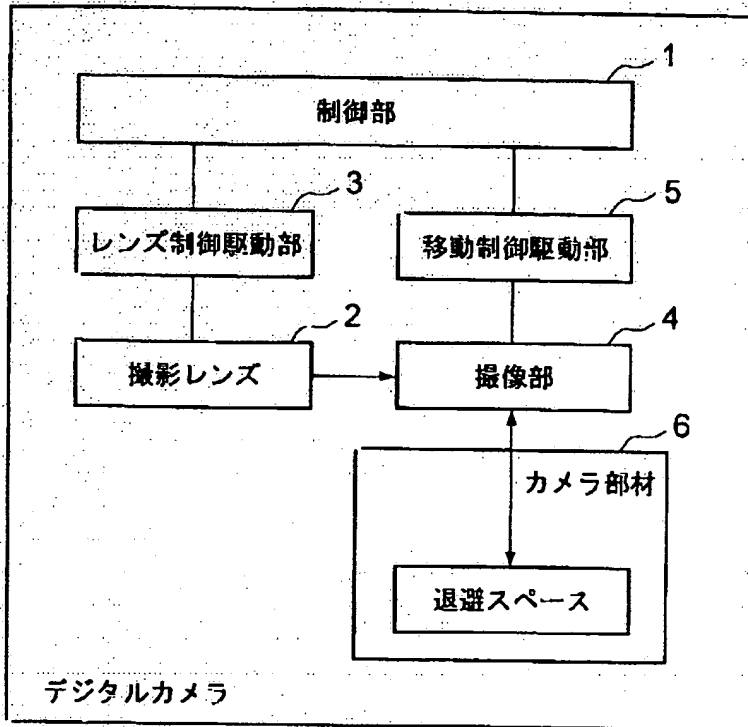 1
制御部
3
5
レンズ制御駆動部
移動制御駆動部
2
4
撮影レンズ
撮像部
6
カメラ部材
退避スペース
デジタルカメラ